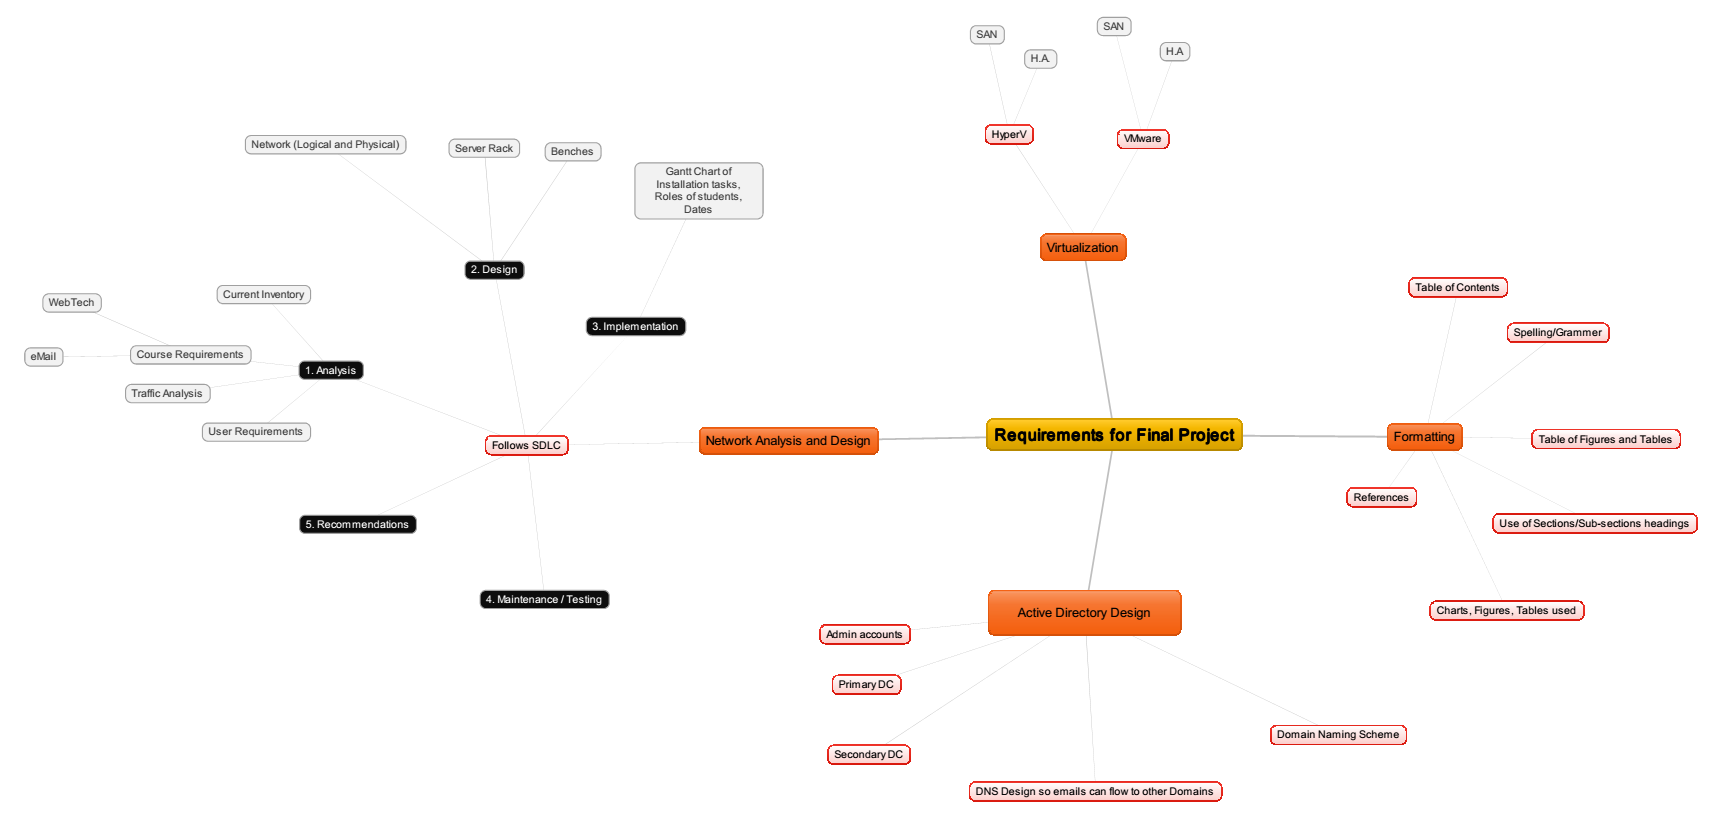 SAN
SAN
H.A.
H.A
HyperV
VMware
Network (Logical and Physical)
Server Rack
Benches
Gantt Chart of
Installation tasks,
Roles of students,
Dates
Virtualization
2. Design
Table of Contents
WebTech
Current Inventory
3. Implementation
Spelling/Grammer
eMail
Course Requirements
1. Analysis
Traffic Analysis
User Requirements
Follows SDLC
Network Analysis and Design
Requirements for Final Project
Formatting
Table of Figures and Tables
References
5. Recommendations
Use of Sections/Sub-sections headings
4. Maintenance / Testing
Active Directory Design
Charts, Figures, Tables used
Admin accounts
Primary DC
Secondary DC
Domain Naming Scheme
DNS Design so emails can flow to other Domains